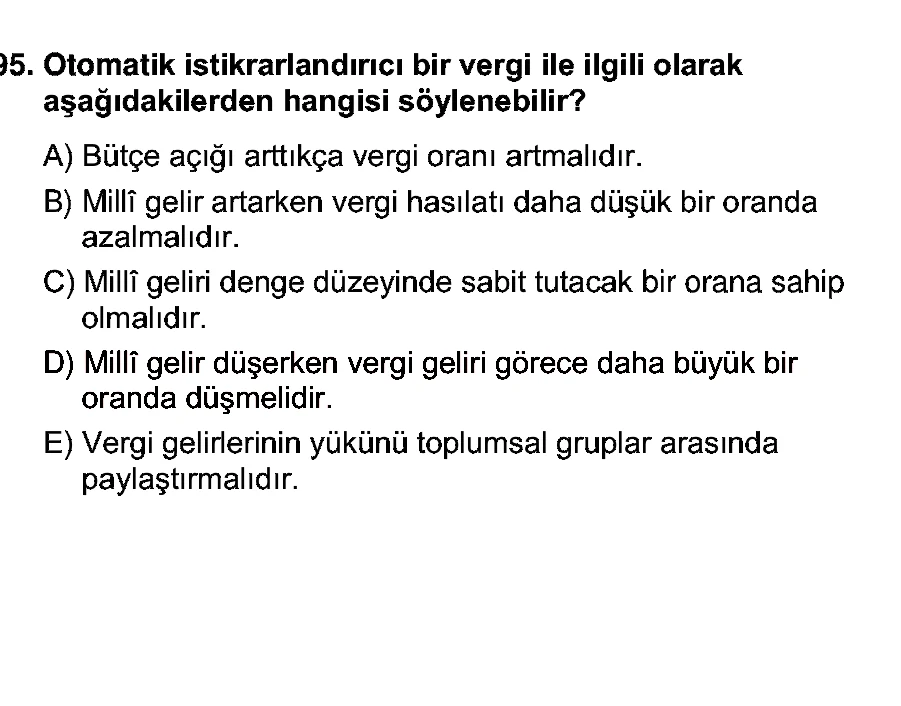 95. Otomatik istikrarlandırıcı bir vergi ile ilgili olarak
aşağıdakilerden hangisi söylenebilir?
A) Bütçe açığı arttıkça vergi oranı artmalıdır.
B) Millî gelir artarken vergi hasılatı daha düşük bir oranda
azalmalıdır.
C) Millî geliri denge düzeyinde sabit tutacak bir orana sahip
olmalıdır.
D) Millî gelir düşerken vergi geliri görece daha büyük bir
oranda düşmelidir.
E) Vergi gelirlerinin yükünü toplumsal gruplar arasında
paylaştırmalıdır.